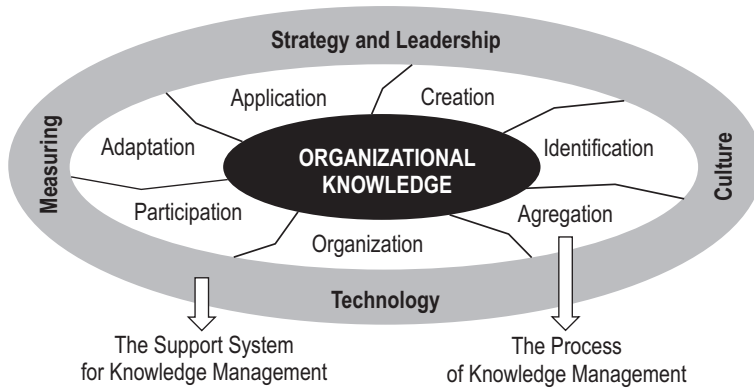 Strategy and Leadership
Application
Creation
Adaptation
Identification
ORGANIZATIONAL
KNOWLEDGE
Measuring
Culture
Participation
Agregation
Organization
Technology
The Support System
for Knowledge Management
The Process
of Knowledge Management